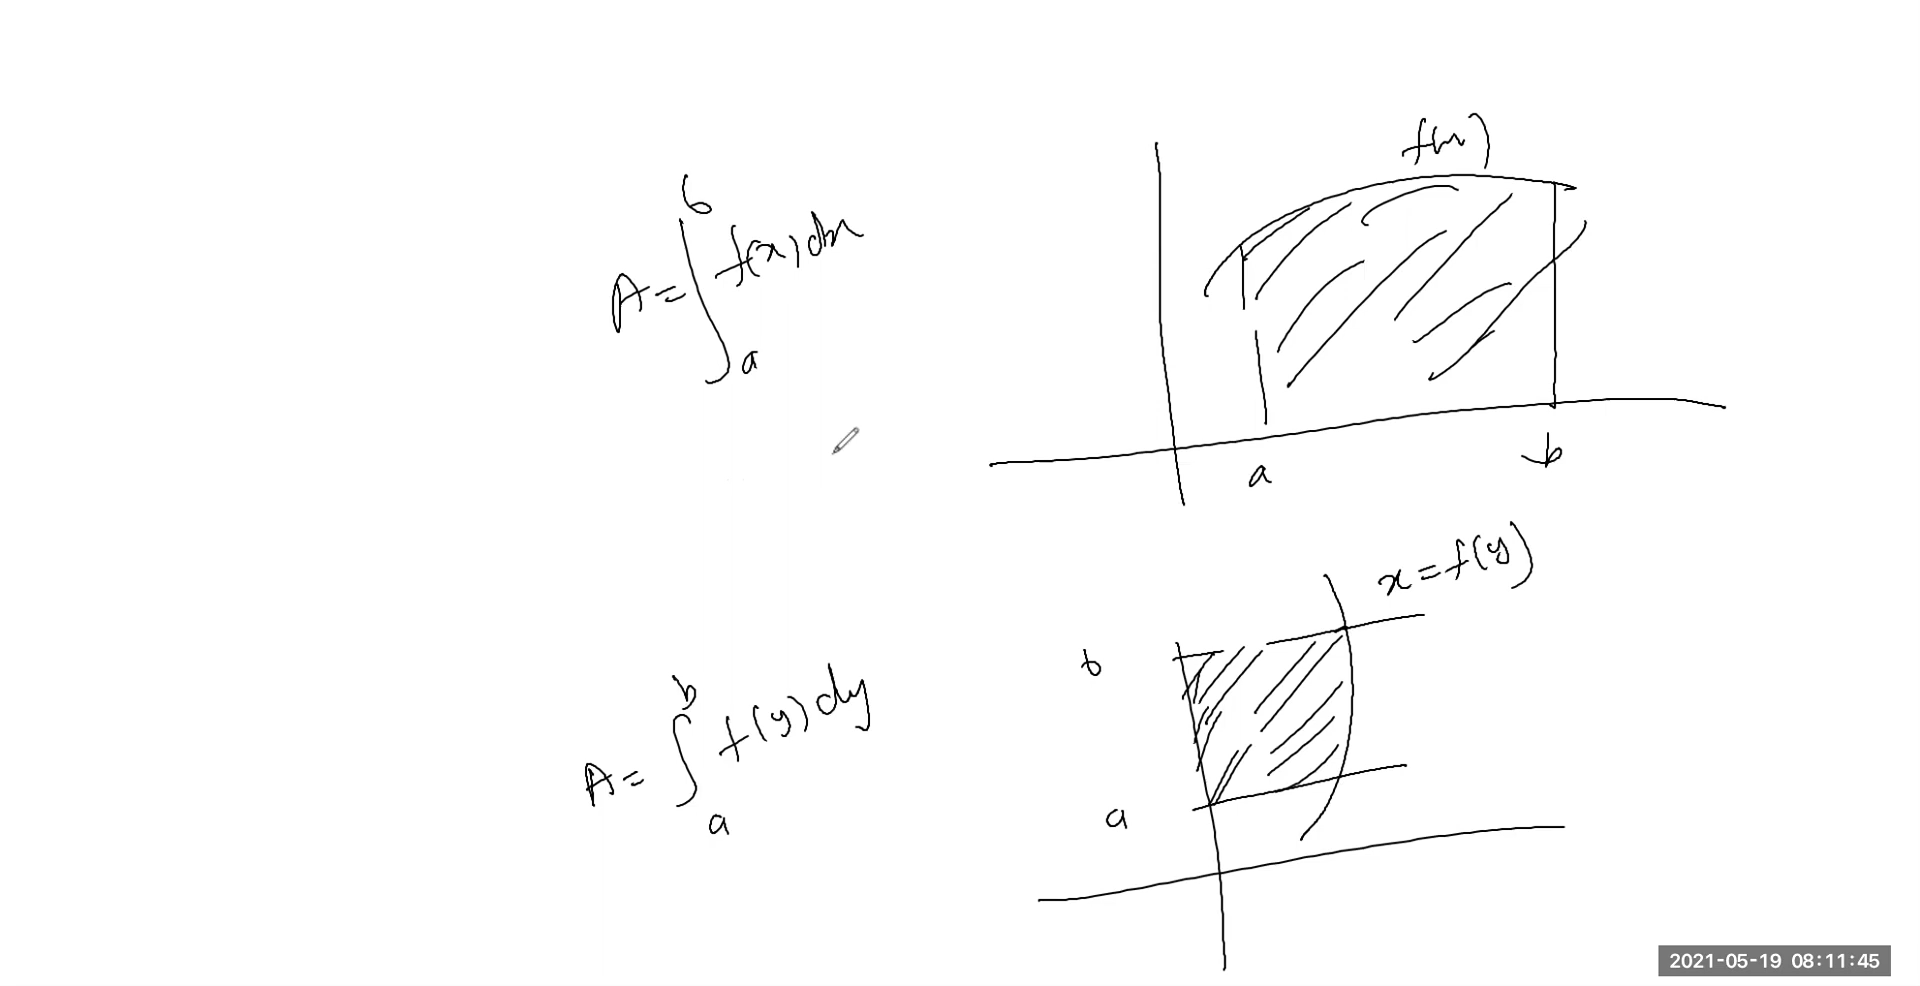 f(x)
A = ∫_a^b f(x) dx
a
b
x = f(y)
b
A = ∫_a^b f(y) dy
a
2021-05-19 08:11:45